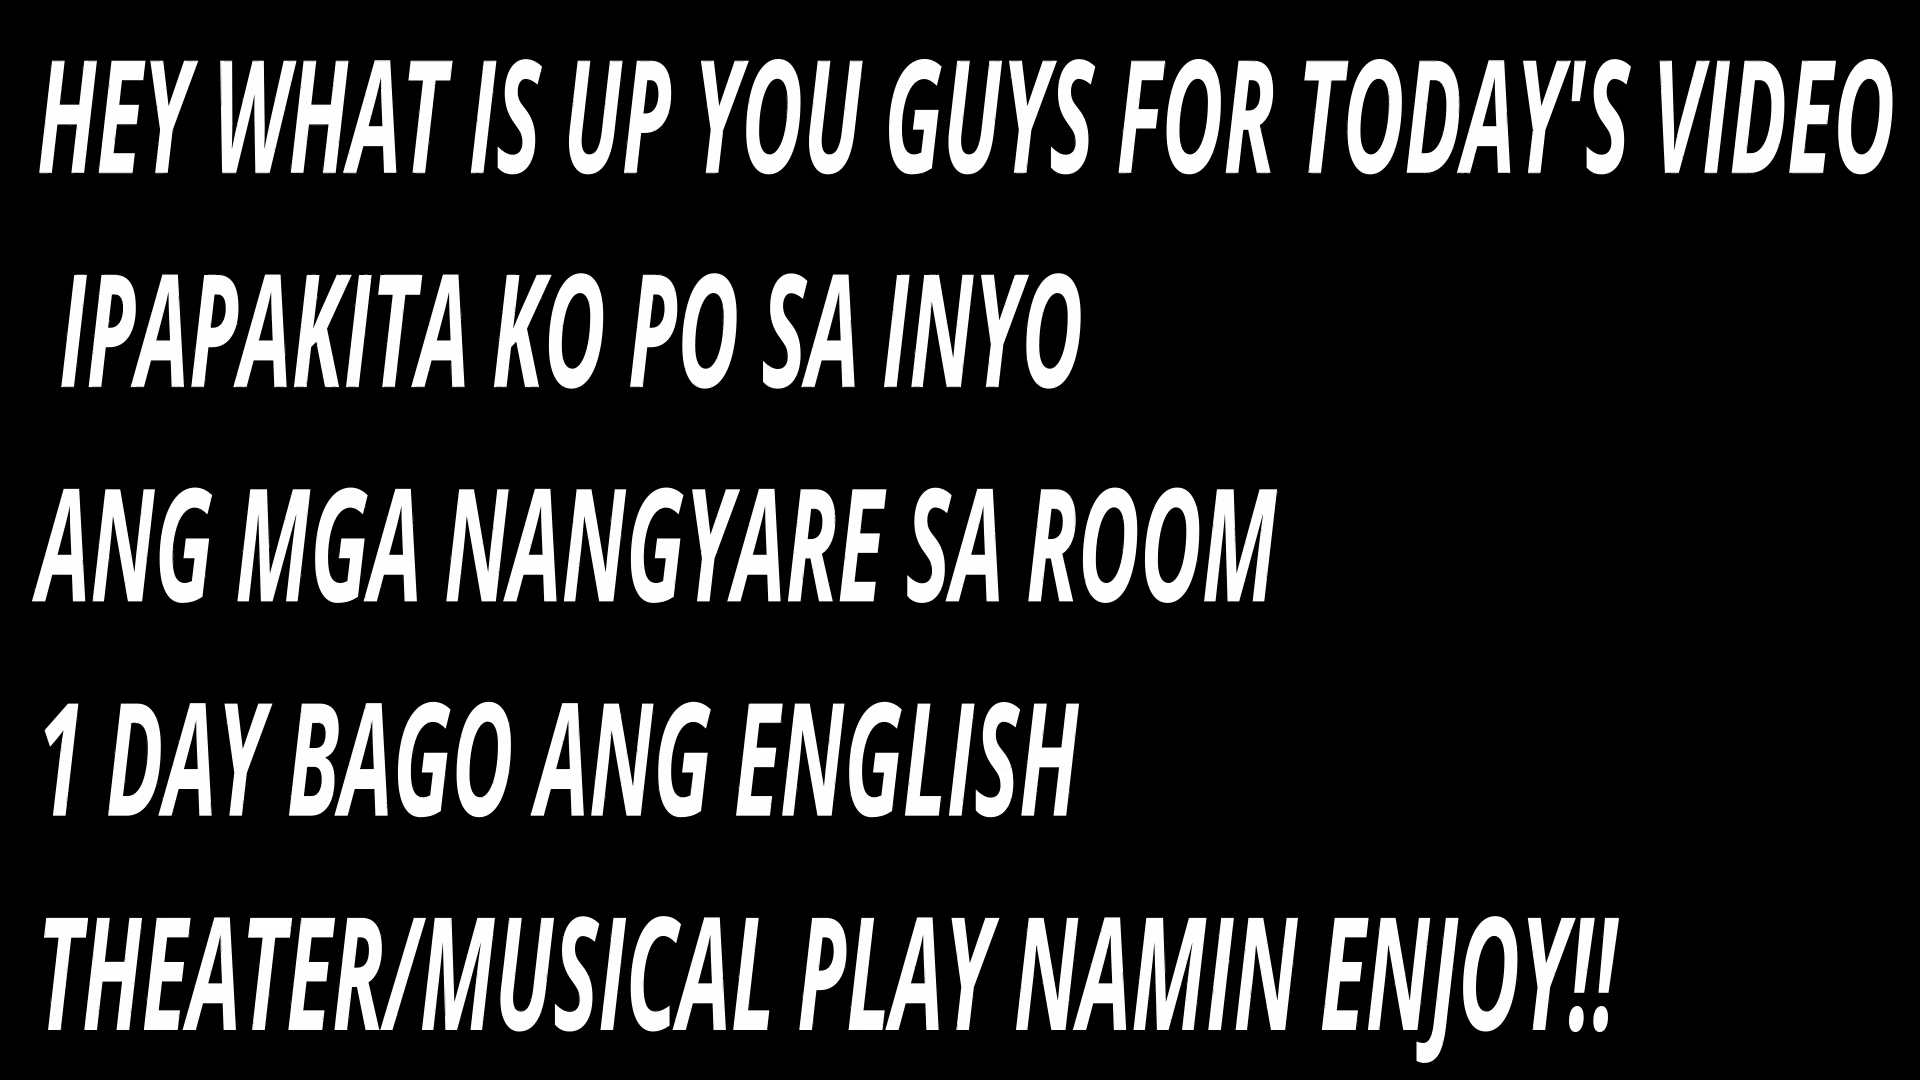 HEY WHAT IS UP YOU GUYS FOR TODAY'S VIDEO
IPAPAKITA KO PO SA INYO
ANG MGA NANGYARE SA ROOM
1 DAY BAGO ANG ENGLISH
THEATER/MUSICAL PLAY NAMIN ENJOY!!